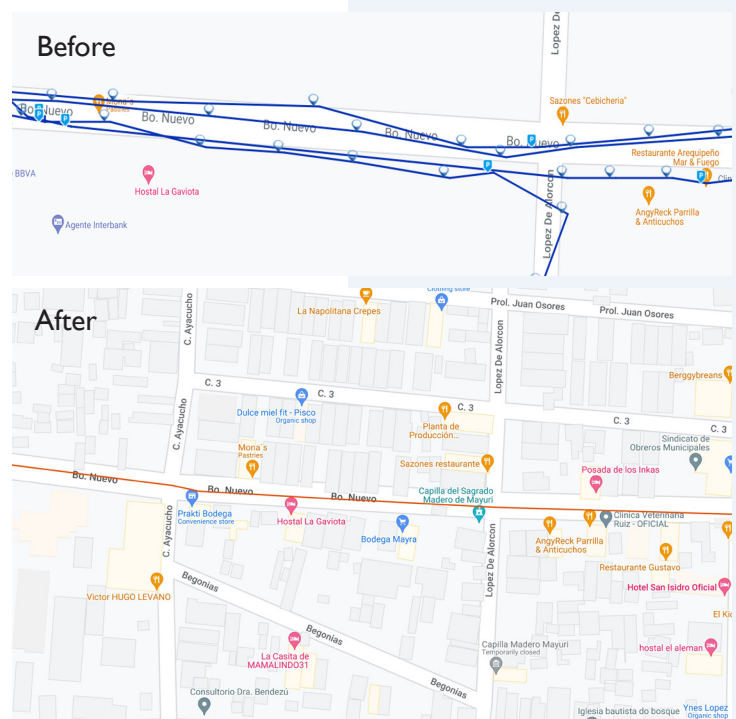 Before
Lopez De Alorcon
Mona´s
Pastries
Bo. Nuevo
Bo. Nuevo
Bo. Nuevo
Bo. Nuevo
Bo. Nuevo
Sazones "Cebicheria"
Restaurante Arequipeño
Mar & Fuego
BBVA
Hostal La Gaviota
Agente Interbank
Lopez De Alorcon
AngyReck Parrilla
& Anticuchos
After
C. Ayacucho
La Napolitana Crepes
Clothing store
Prol. Juan Osores
Prol. Juan Osores
Lopez De Alorcon
Berggybreans
C. 3
C. 3
C. 3
C. 3
Dulce miel fit - Pisco
Organic shop
C. Ayacucho
Planta de
Producción...
Sindicato de
Obreros Municipales
Mona´s
Pastries
Sazones restaurante
Posada de los Inkas
Bo. Nuevo
Bo. Nuevo
Bo. Nuevo
Capilla del Sagrado
Madero de Mayuri
Prakti Bodega
Convenience store
Hostal La Gaviota
Bodega Mayra
Clinica Veterinaria
Ruiz - OFICIAL
C. Ayacucho
AngyReck Parrilla
& Anticuchos
Lopez De Alorcon
Restaurante Gustavo
Begonias
Victor HUGO LEVANO
Hotel San Isidro Oficial
Begonias
Capilla Madero Mayuri
Temporarily closed
hostal el aleman
La Casita de
MAMALINDO31
Begonias
Consultorio Dra. Bendezú
Iglesia bautista do bosque
Ynes Lopez
Organic shop